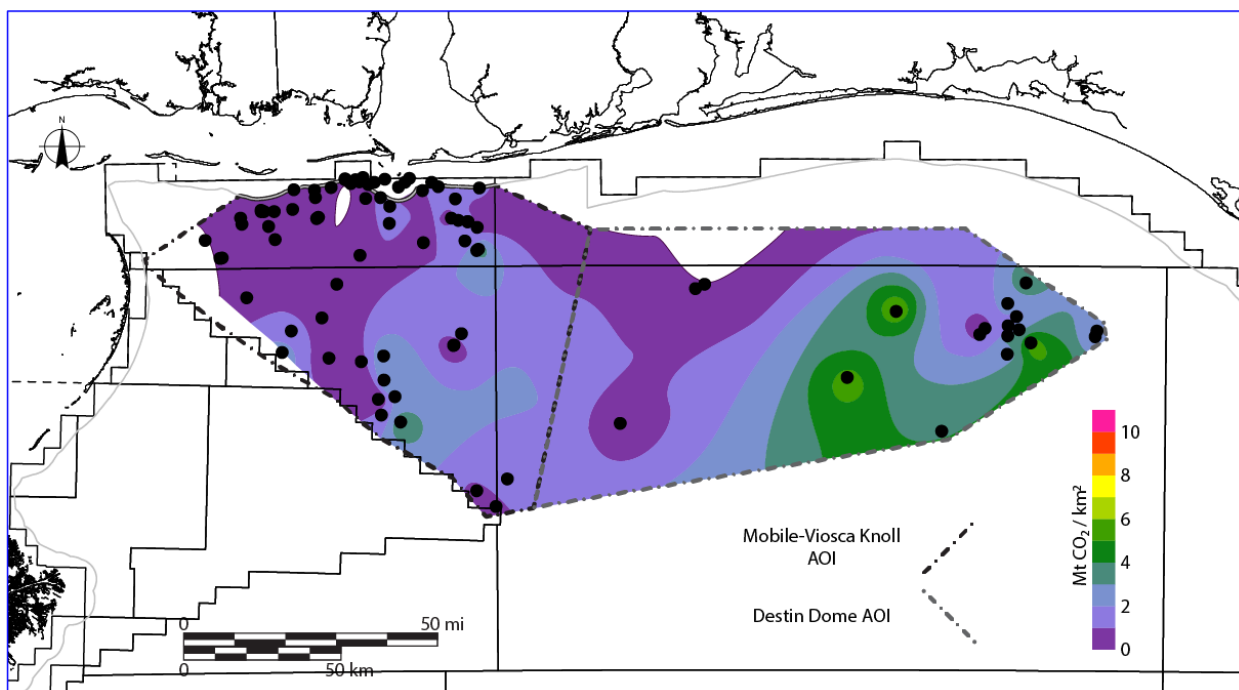 N
10
8
6
4
2
0
Mt CO₂ / km²
Mobile-Viosca Knoll
AOI
Destin Dome AOI
0
50 mi
0
50 km